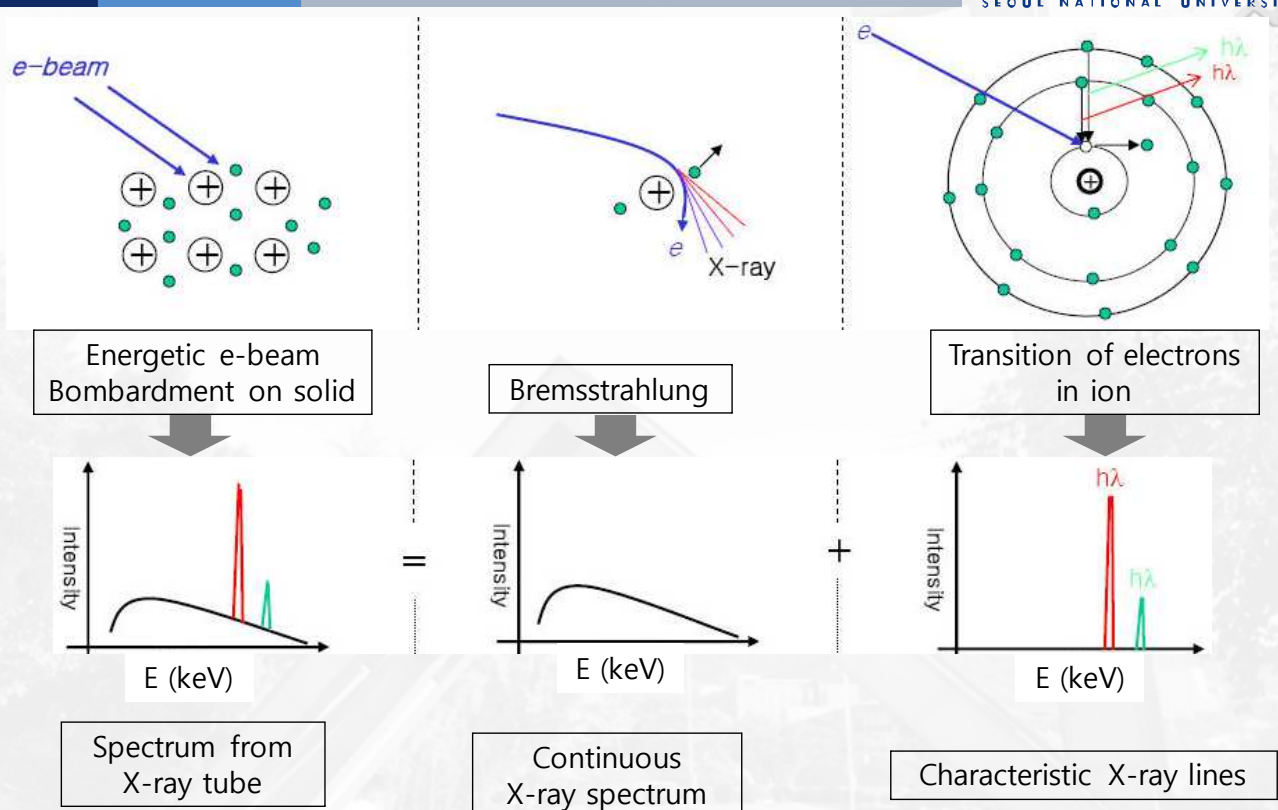 SEOUL NATIONAL UNIVERSI
e-beam
e
X-ray
e
hλ
hλ
Energetic e-beam
Bombardment on solid
Bremsstrahlung
Transition of electrons
in ion
Intensity
E (keV)
=
Intensity
E (keV)
+
Intensity
hλ
hλ
E (keV)
Spectrum from
X-ray tube
Continuous
X-ray spectrum
Characteristic X-ray lines